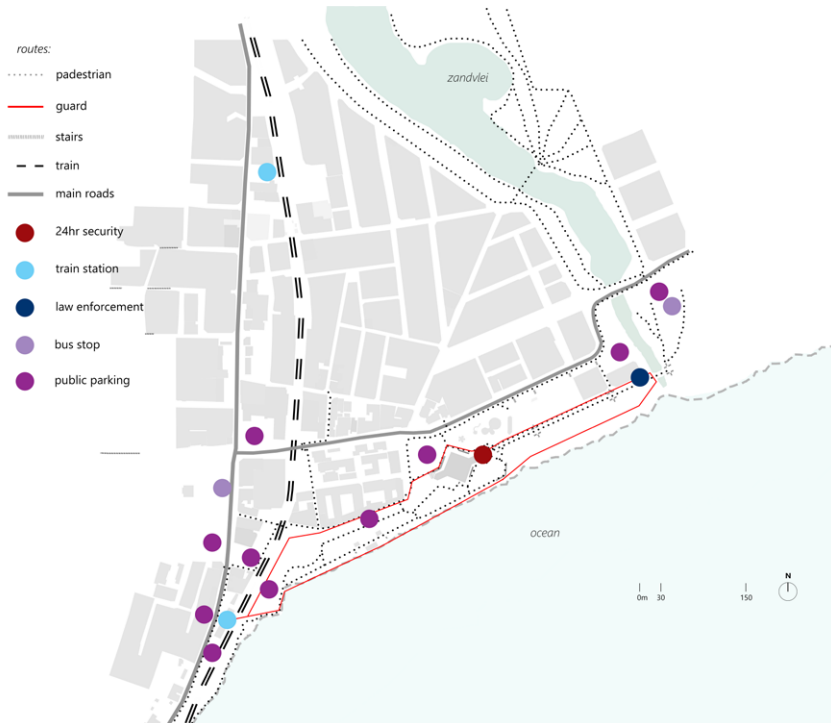 routes:
padestrian
guard
stairs
train
main roads
24hr security
train station
law enforcement
bus stop
public parking
zandvlei
ocean
N
0m 30 150